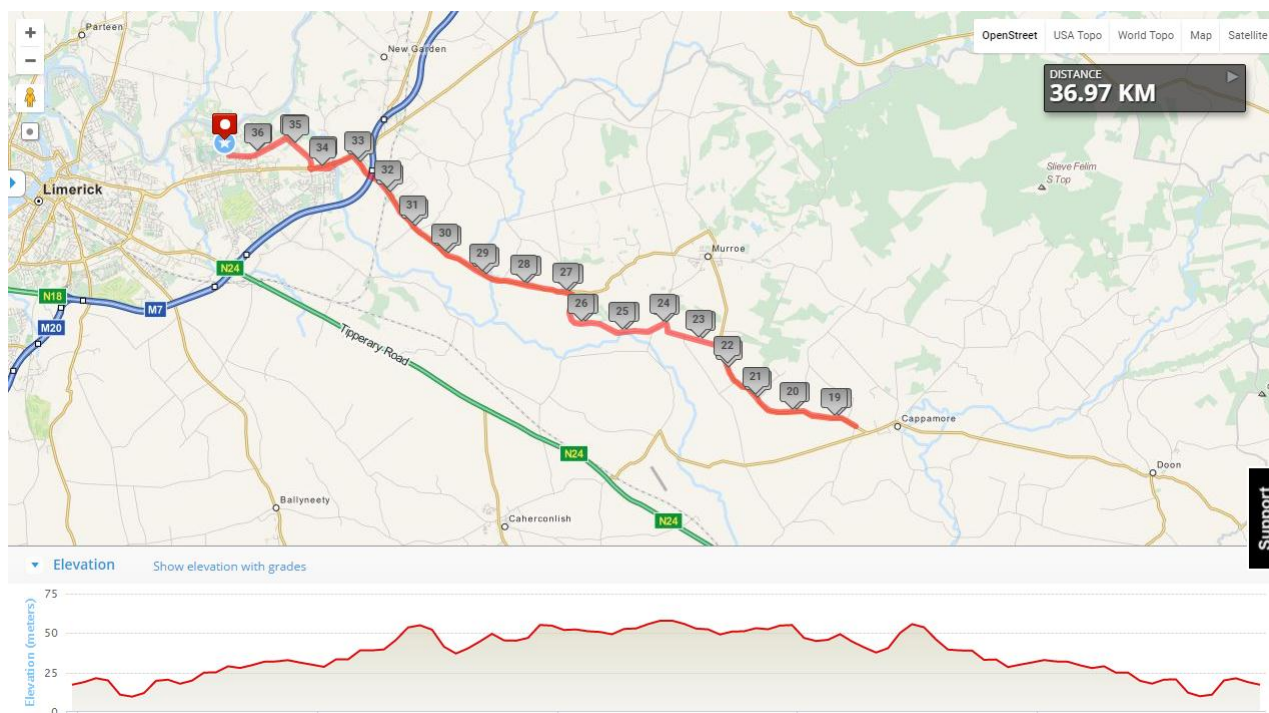 +
Parteen
New Garden
OpenStreet USA Topo World Topo Map Satellite
−
DISTANCE
36.97 KM
36 35 34 33 32 31 30 29 28 27 26 25 24 23 22 21 20 19
Limerick
Slieve Felim
S Top
Murroe
N24
N18
M7
M20
Tipperary Road
Cappamore
N24
Doon
Ballyneety
Caherconlish
N24
Support
Elevation Show elevation with grades
Elevation (meters)
75
50
25
0